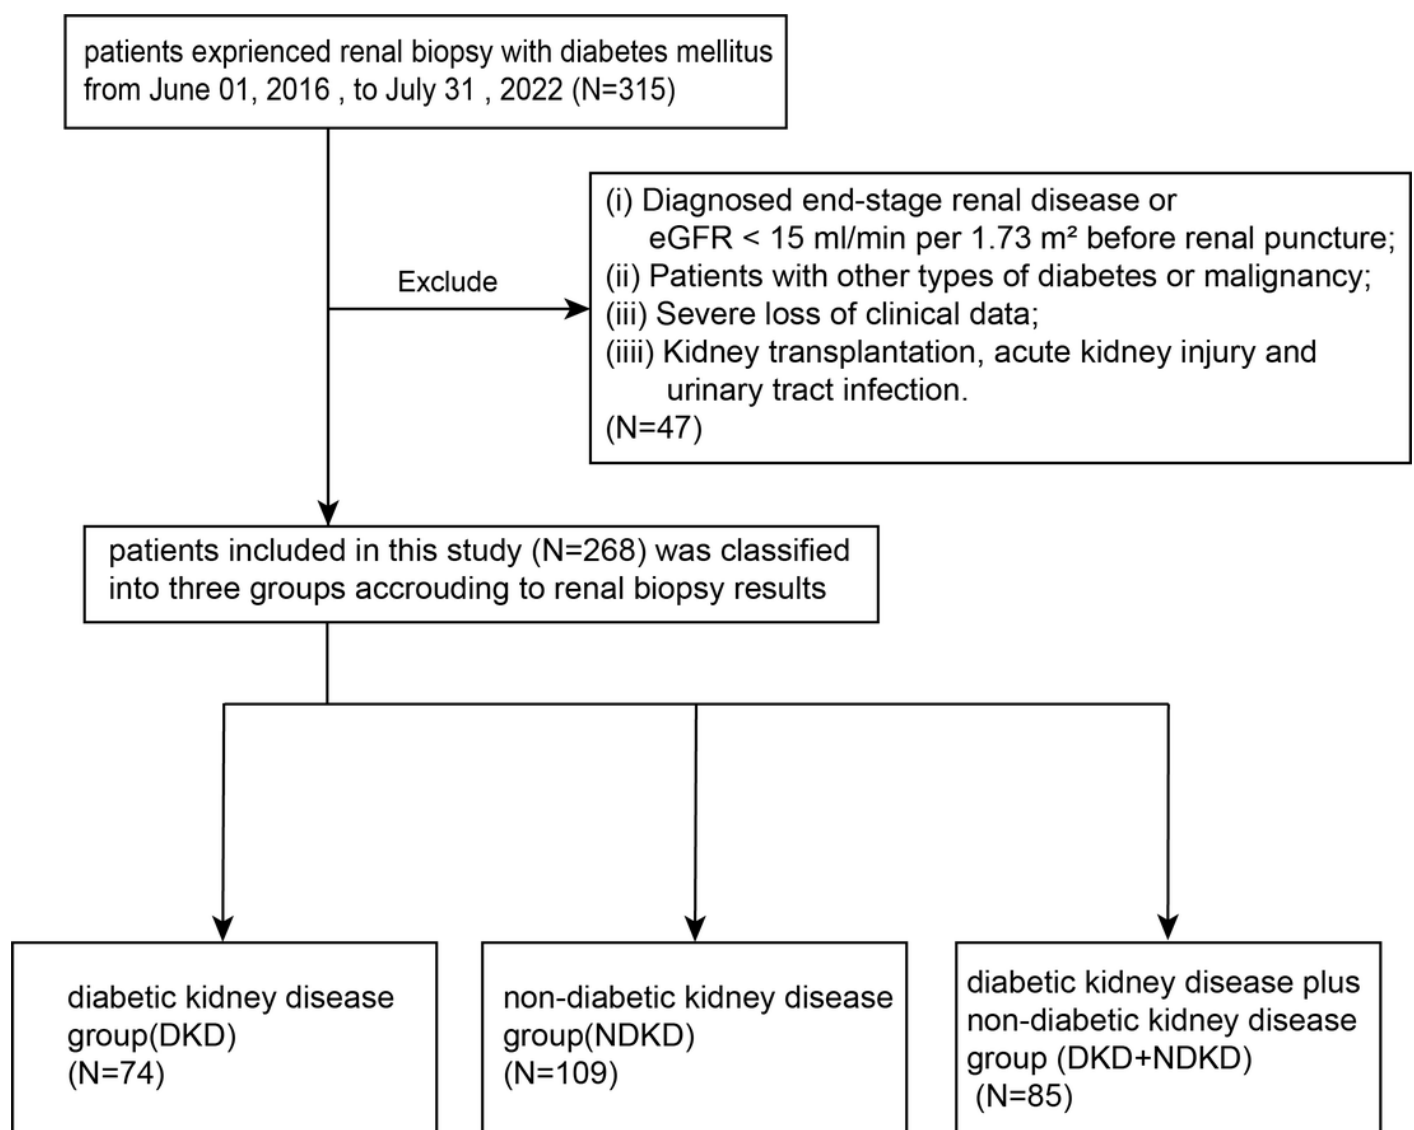 patients exprienced renal biopsy with diabetes mellitus
from June 01, 2016 , to July 31 , 2022 (N=315)
Exclude
(i) Diagnosed end-stage renal disease or
eGFR < 15 ml/min per 1.73 m² before renal puncture;
(ii) Patients with other types of diabetes or malignancy;
(iii) Severe loss of clinical data;
(iiii) Kidney transplantation, acute kidney injury and
urinary tract infection.
(N=47)
patients included in this study (N=268) was classified
into three groups accrouding to renal biopsy results
diabetic kidney disease
group(DKD)
(N=74)
non-diabetic kidney disease
group(NDKD)
(N=109)
diabetic kidney disease plus
non-diabetic kidney disease
group (DKD+NDKD)
(N=85)